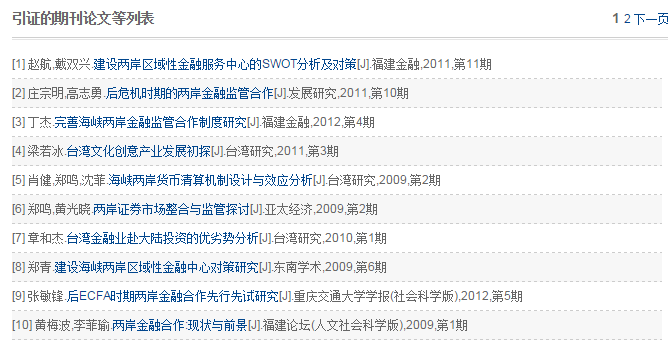 引证的期刊论文等列表 1 2 下一页
[1] 赵航,戴双兴.建设两岸区域性金融服务中心的SWOT分析及对策[J].福建金融,2011,第11期
[2] 庄宗明,高志勇.后危机时期的两岸金融监管合作[J].发展研究,2011,第10期
[3] 丁杰.完善海峡两岸金融监管合作制度研究[J].福建金融,2012,第4期
[4] 梁若冰.台湾文化创意产业发展初探[J].台湾研究,2011,第3期
[5] 肖健,郑鸣,沈菲.海峡两岸货币清算机制设计与效应分析[J].台湾研究,2009,第2期
[6] 郑鸣,黄光晓.两岸证券市场整合与监管探讨[J].亚太经济,2009,第2期
[7] 章和杰.台湾金融业赴大陆投资的优劣势分析[J].台湾研究,2010,第1期
[8] 郑青.建设海峡两岸区域性金融中心对策研究[J].东南学术,2009,第6期
[9] 张敏锋.后ECFA时期两岸金融合作先行先试研究[J].重庆交通大学学报(社会科学版),2012,第5期
[10] 黄梅波,李菲瑜.两岸金融合作:现状与前景[J].福建论坛(人文社会科学版),2009,第1期